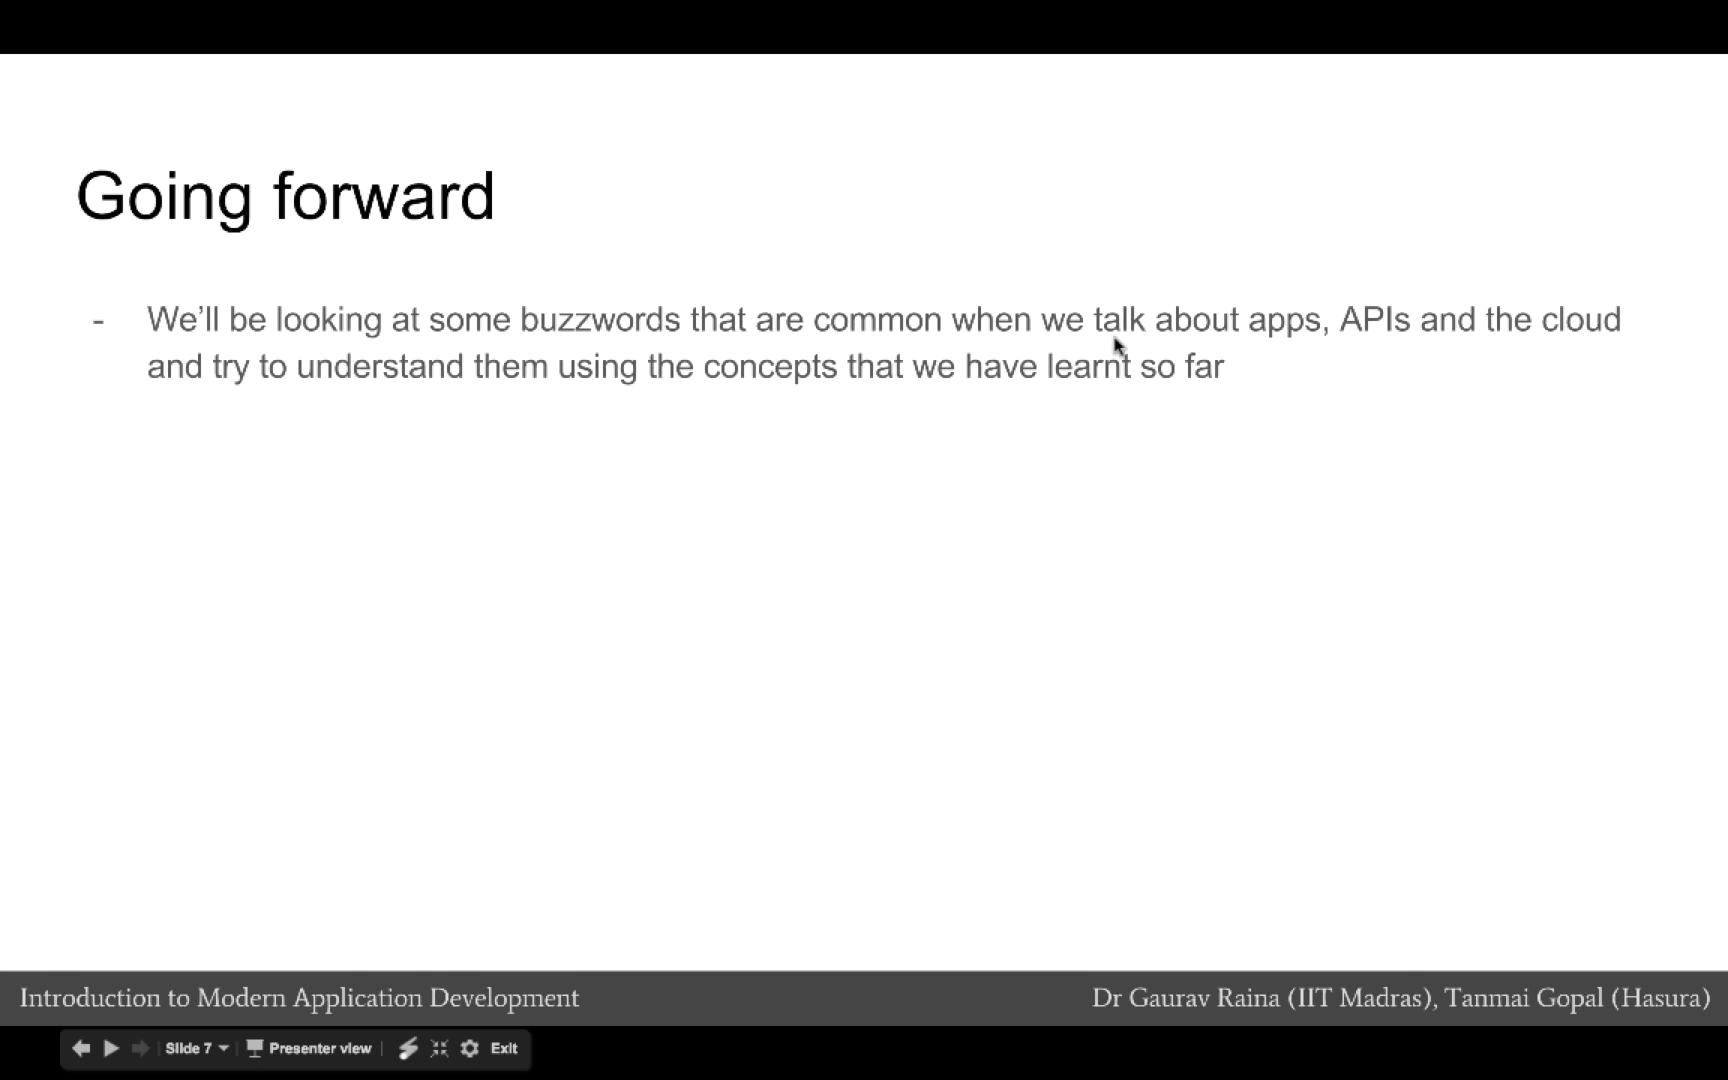 Going forward
- We’ll be looking at some buzzwords that are common when we talk about apps, APIs and the cloud
and try to understand them using the concepts that we have learnt so far
Introduction to Modern Application Development
Dr Gaurav Raina (IIT Madras), Tanmai Gopal (Hasura)
Slide 7 Presenter view Exit